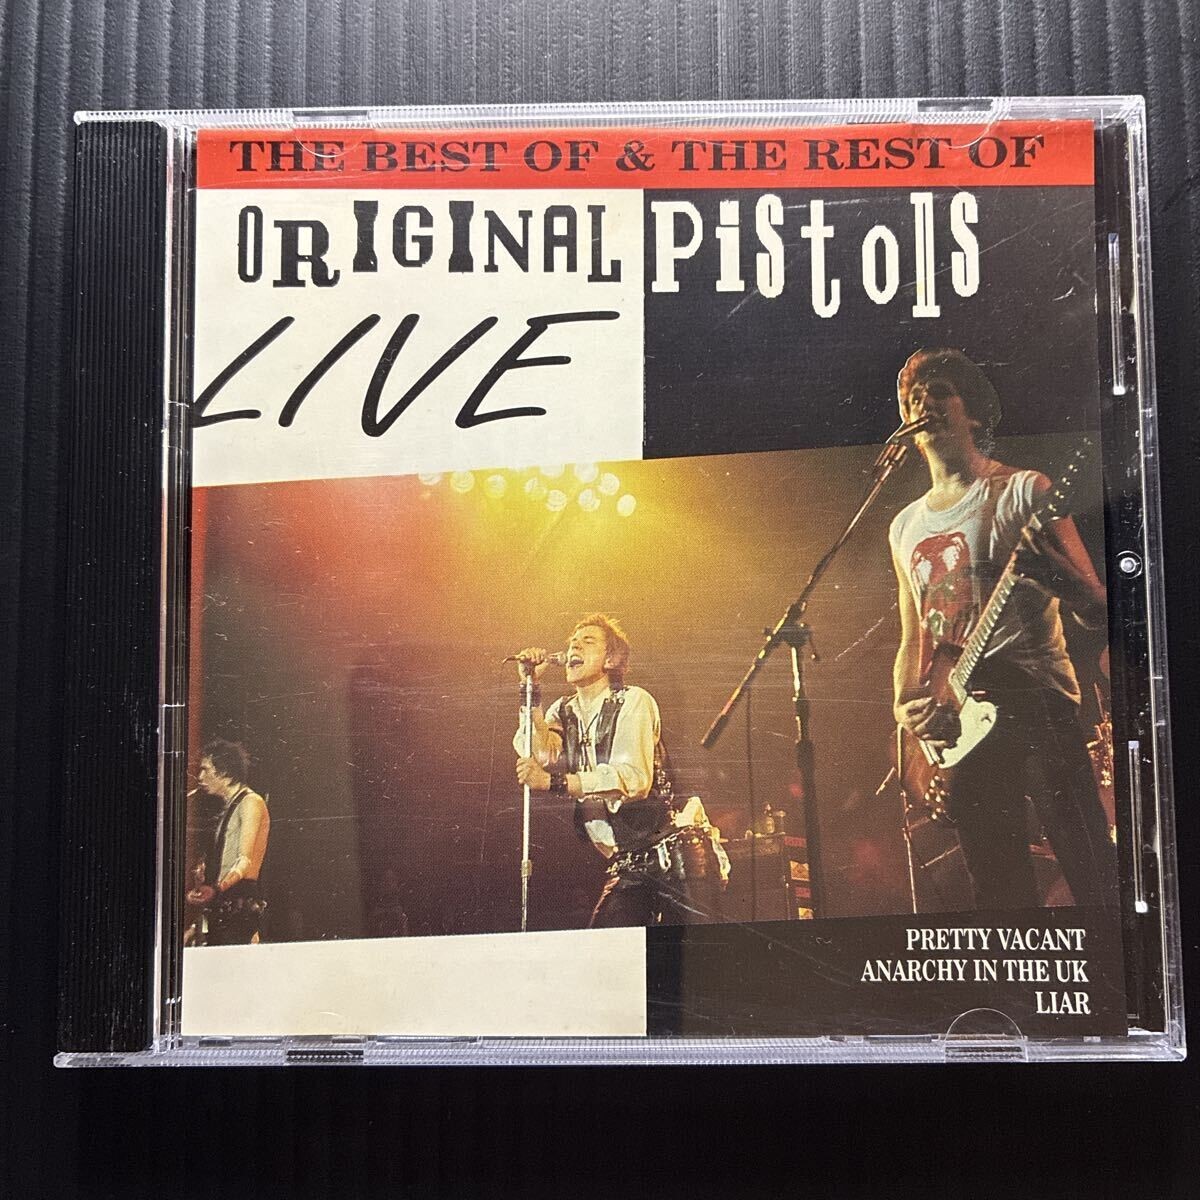 THE BEST OF & THE REST OF
ORIGINAL PiStolS
LIVE
PRETTY VACANT
ANARCHY IN THE UK
LIAR